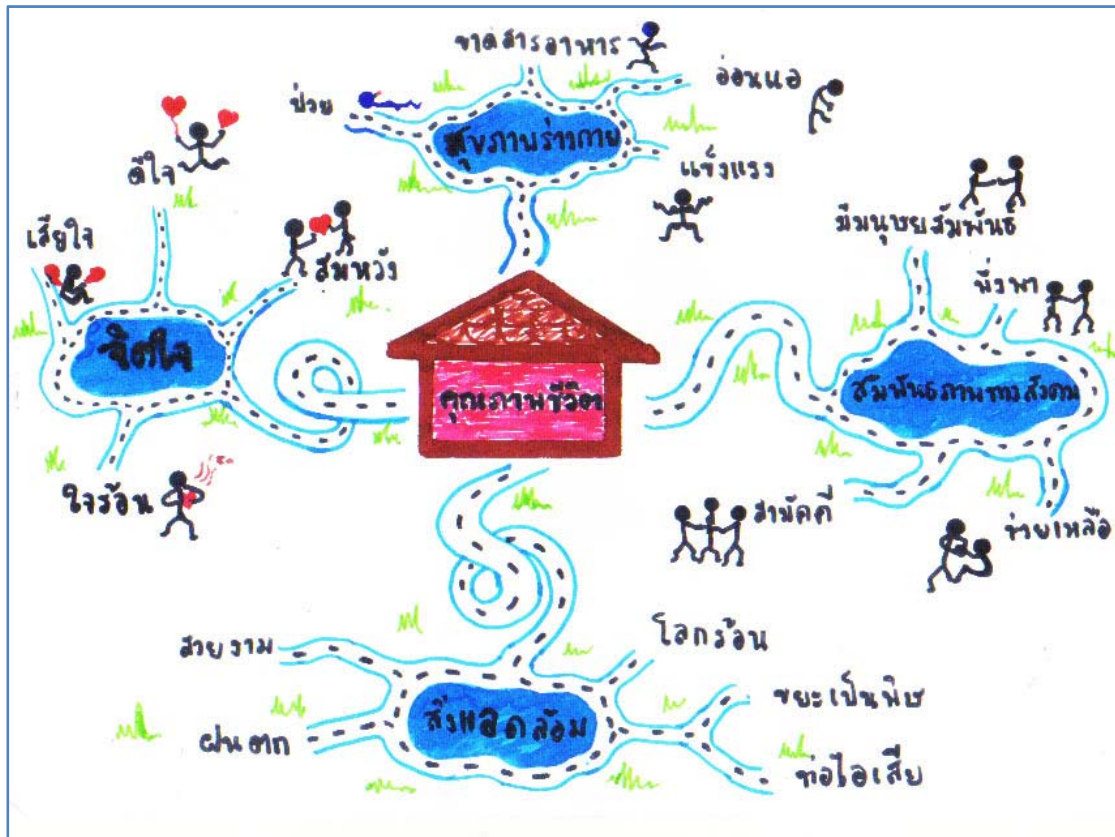 ขาดสารอาหาร
อ่อนแอ
ป่วย
สุขภาพร่างกาย
แข็งแรง
ดีใจ
เสียใจ
สมหวัง
จิตใจ
ใจร้อน
คุณภาพชีวิต
มีมนุษยสัมพันธ์
พึ่งพา
สัมพันธภาพทางสังคม
สามัคคี
ช่วยเหลือ
สวยงาม
โลกร้อน
สิ่งแวดล้อม
ขยะเป็นพิษ
ฝนตก
ท่อไอเสีย